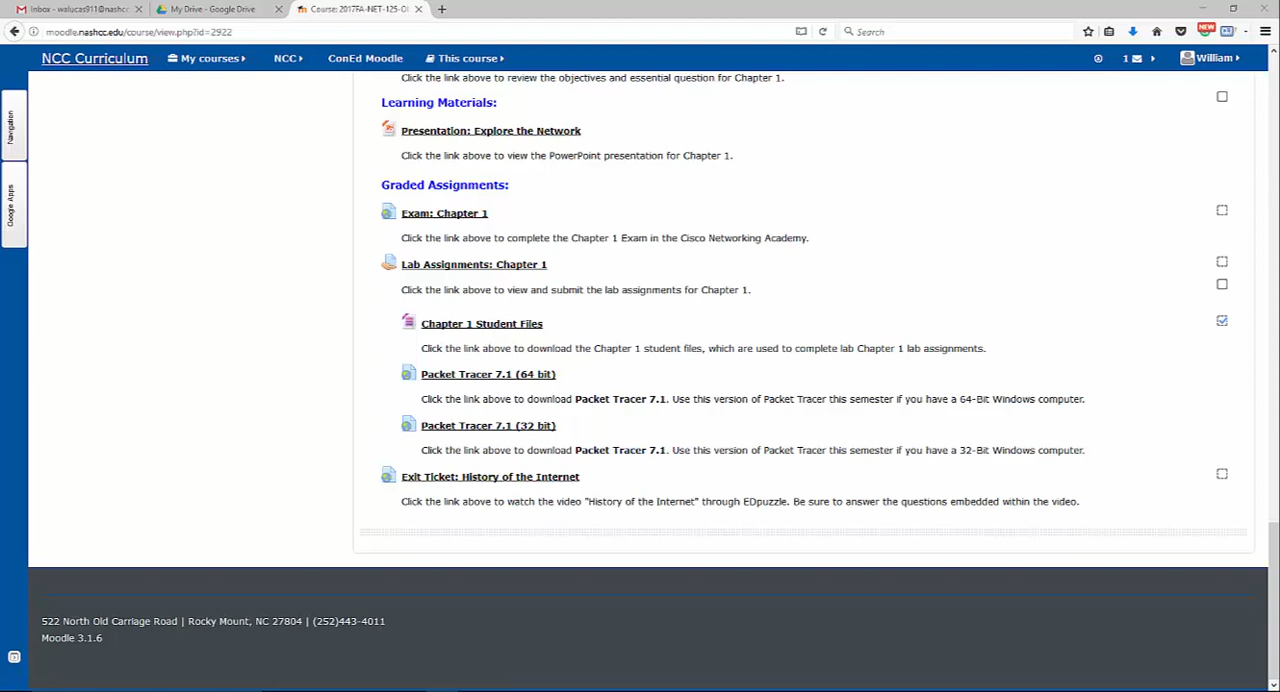 Inbox - walucas911@nashcc.
My Drive - Google Drive
Course: 2017FA-NET-125-OL
moodle.nashcc.edu/course/view.php?id=2922
Search
NEW
NCC Curriculum
My courses
NCC
ConEd Moodle
This course
1
William
Navigation
Google Apps
Click the link above to review the objectives and essential question for Chapter 1.
Learning Materials:
Presentation: Explore the Network
Click the link above to view the PowerPoint presentation for Chapter 1.
Graded Assignments:
Exam: Chapter 1
Click the link above to complete the Chapter 1 Exam in the Cisco Networking Academy.
Lab Assignments: Chapter 1
Click the link above to view and submit the lab assignments for Chapter 1.
Chapter 1 Student Files
Click the link above to download the Chapter 1 student files, which are used to complete lab Chapter 1 lab assignments.
Packet Tracer 7.1 (64 bit)
Click the link above to download Packet Tracer 7.1. Use this version of Packet Tracer this semester if you have a 64-Bit Windows computer.
Packet Tracer 7.1 (32 bit)
Click the link above to download Packet Tracer 7.1. Use this version of Packet Tracer this semester if you have a 32-Bit Windows computer.
Exit Ticket: History of the Internet
Click the link above to watch the video "History of the Internet" through EDpuzzle. Be sure to answer the questions embedded within the video.
522 North Old Carriage Road | Rocky Mount, NC 27804 | (252)443-4011
Moodle 3.1.6